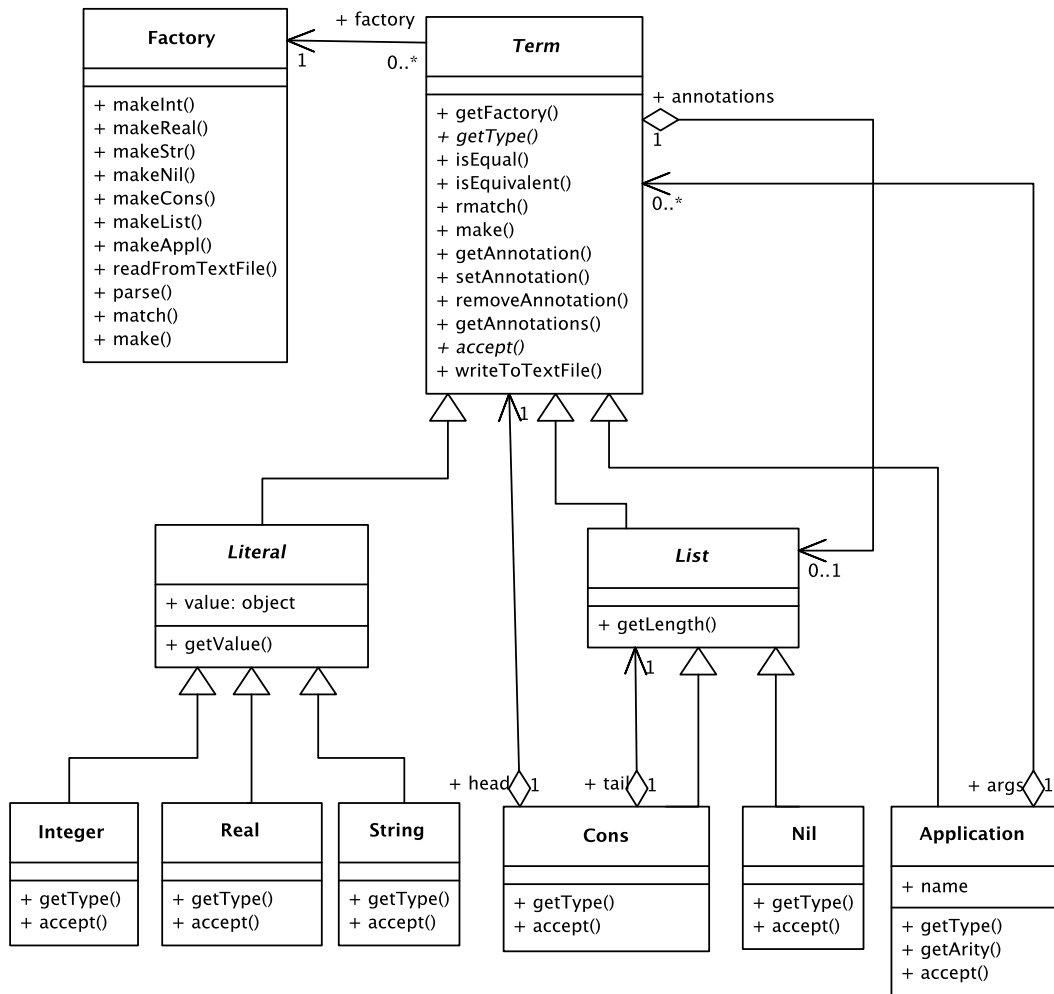 Factory
+ makeInt()
+ makeReal()
+ makeStr()
+ makeNil()
+ makeCons()
+ makeList()
+ makeAppl()
+ readFromTextFile()
+ parse()
+ match()
+ make()
+ factory
1
0..*
Term
+ getFactory()
+ getType()
+ isEqual()
+ isEquivalent()
+ rmatch()
+ make()
+ getAnnotation()
+ setAnnotation()
+ removeAnnotation()
+ getAnnotations()
+ accept()
+ writeToTextFile()
+ annotations
1
0..*
1
Literal
+ value: object
+ getValue()
List
+ getLength()
0..1
1
+ head
1
+ tail
1
+ args
1
Integer
+ getType()
+ accept()
Real
+ getType()
+ accept()
String
+ getType()
+ accept()
Cons
+ getType()
+ accept()
Nil
+ getType()
+ accept()
Application
+ name
+ getType()
+ getArity()
+ accept()